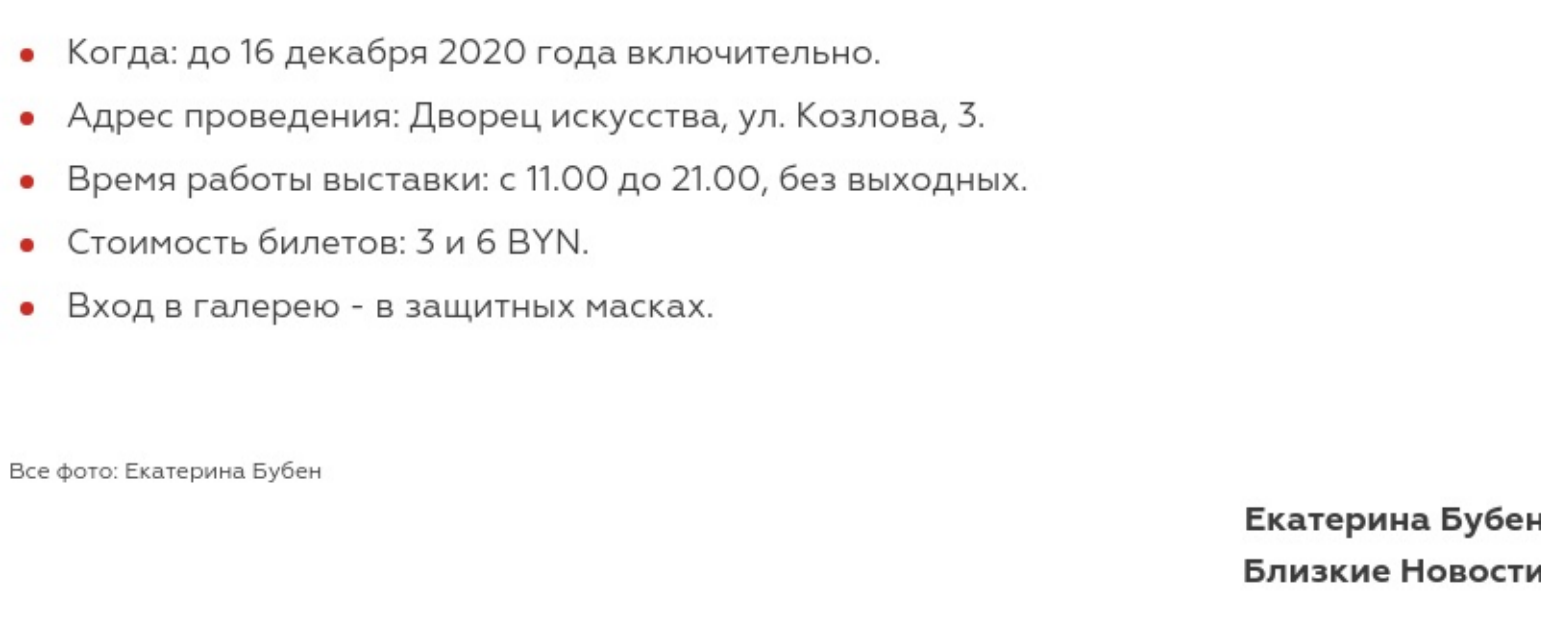 Когда: до 16 декабря 2020 года включительно.
Адрес проведения: Дворец искусства, ул. Козлова, 3.
Время работы выставки: с 11.00 до 21.00, без выходных.
Стоимость билетов: 3 и 6 BYN.
Вход в галерею - в защитных масках.
Все фото: Екатерина Бубен
Екатерина Бубен
Близкие Новости